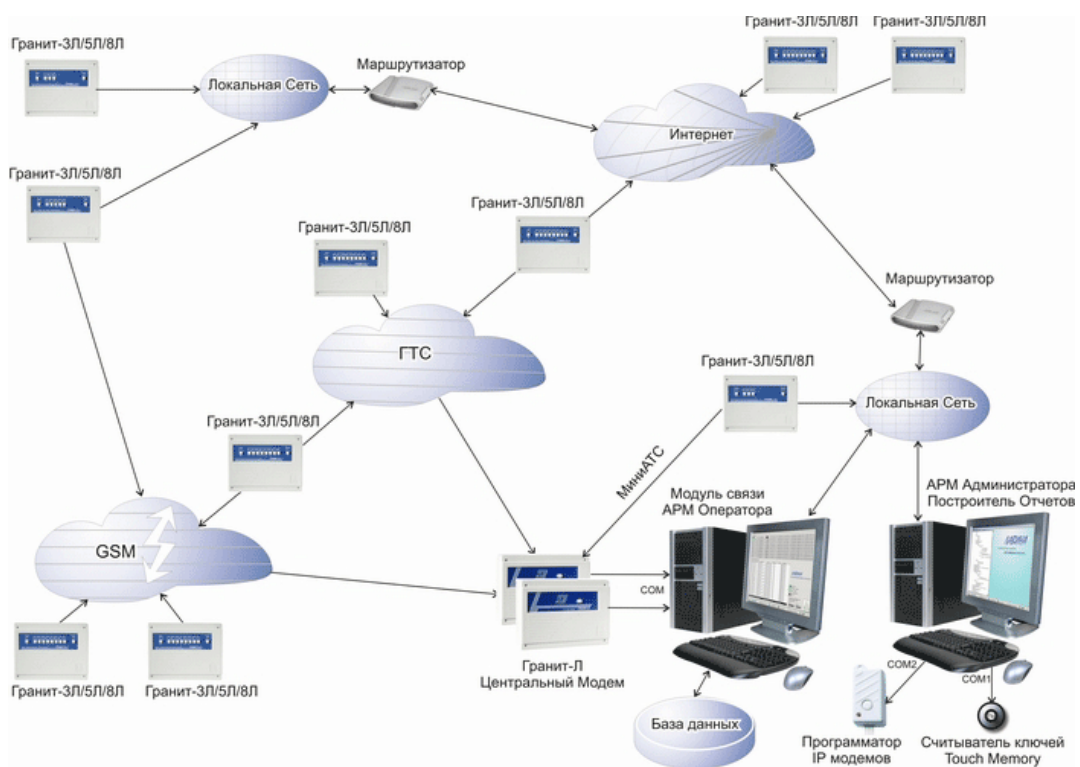 Гранит-3Л/5Л/8Л
Гранит-3Л/5Л/8Л
Гранит-3Л/5Л/8Л
Локальная Сеть
Маршрутизатор
Интернет
Гранит-3Л/5Л/8Л
Гранит-3Л/5Л/8Л
Гранит-3Л/5Л/8Л
Маршрутизатор
ГТС
Гранит-3Л/5Л/8Л
Локальная Сеть
Гранит-3Л/5Л/8Л
МиниАТС
Модуль связи
АРМ Оператора
АРМ Администратора
Построитель Отчетов
GSM
COM
Гранит-Л
Центральный Модем
COM2
COM1
Гранит-3Л/5Л/8Л
Гранит-3Л/5Л/8Л
База данных
Программатор
IP модемов
Считыватель ключей
Touch Memory